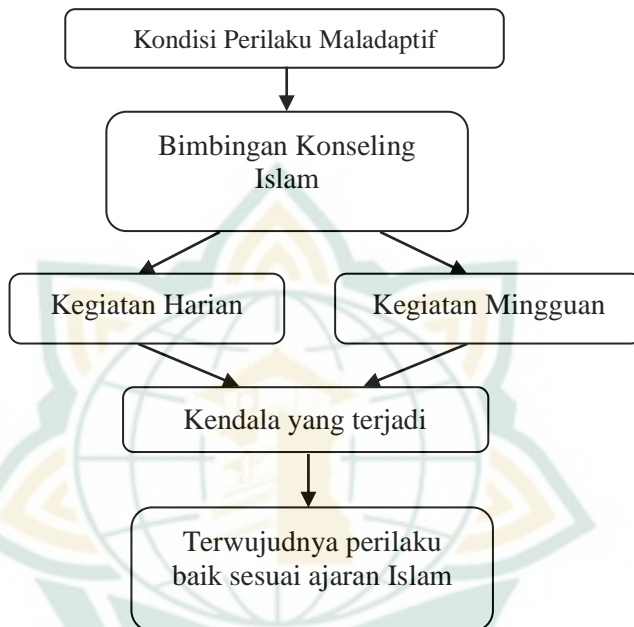 Kondisi Perilaku Maladaptif
Bimbingan Konseling
Islam
Kegiatan Harian
Kegiatan Mingguan
Kendala yang terjadi
Terwujudnya perilaku
baik sesuai ajaran Islam